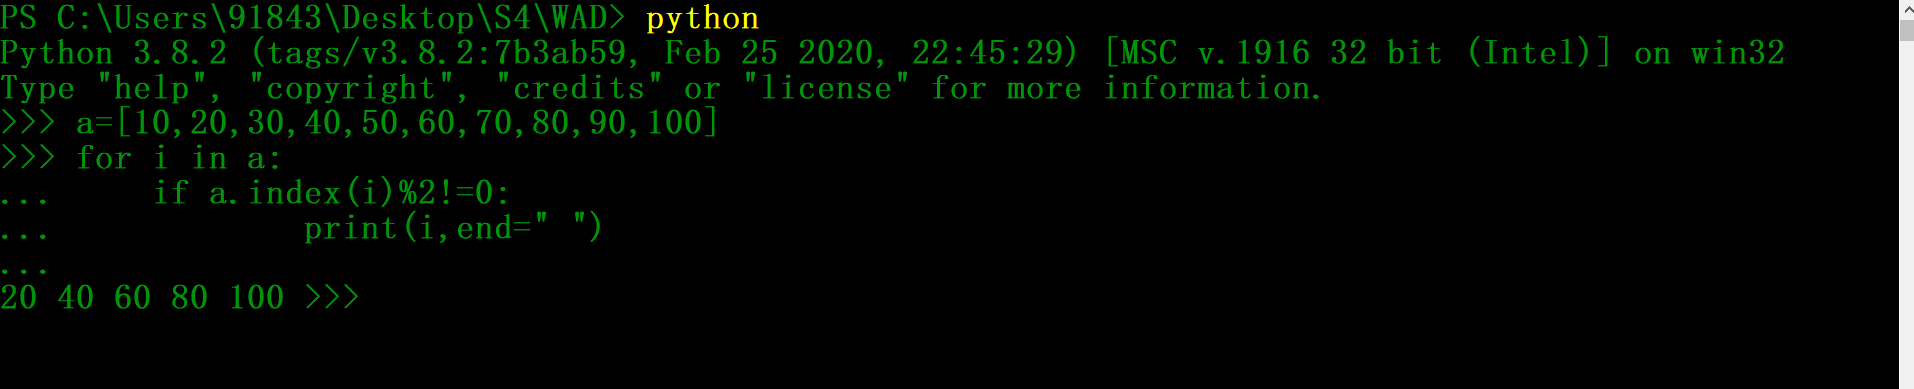 PS C:\Users\91843\Desktop\S4\WAD> python
Python 3.8.2 (tags/v3.8.2:7b3ab59, Feb 25 2020, 22:45:29) [MSC v.1916 32 bit (Intel)] on win32
Type "help", "copyright", "credits" or "license" for more information.
>>> a=[10,20,30,40,50,60,70,80,90,100]
>>> for i in a:
...     if a.index(i)%2!=0:
...             print(i,end=" ")
...
20 40 60 80 100 >>>